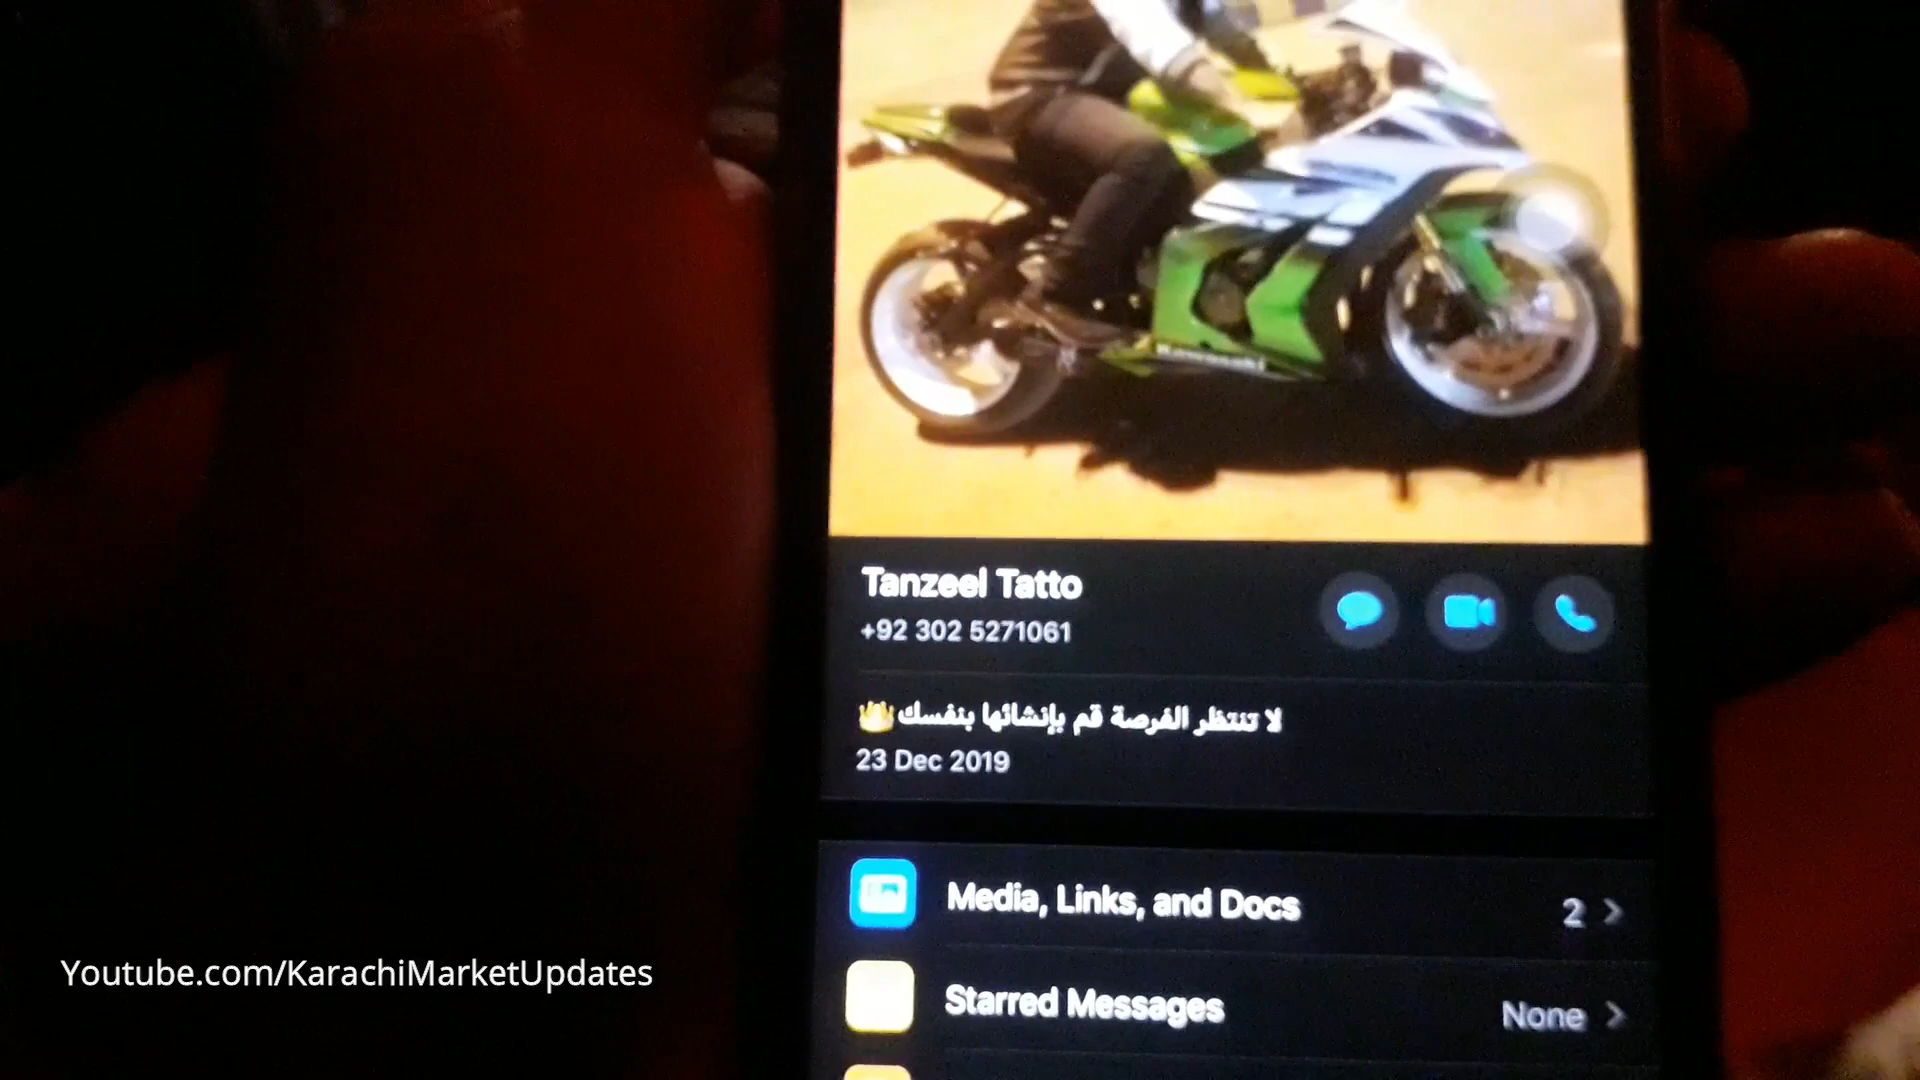 Kawasaki
Tanzeel Tatto
+92 302 5271061
لا تنتظر الفرصة قم بإنشائها بنفسك👑
23 Dec 2019
Media, Links, and Docs
2
Starred Messages
None
Youtube.com/KarachiMarketUpdates